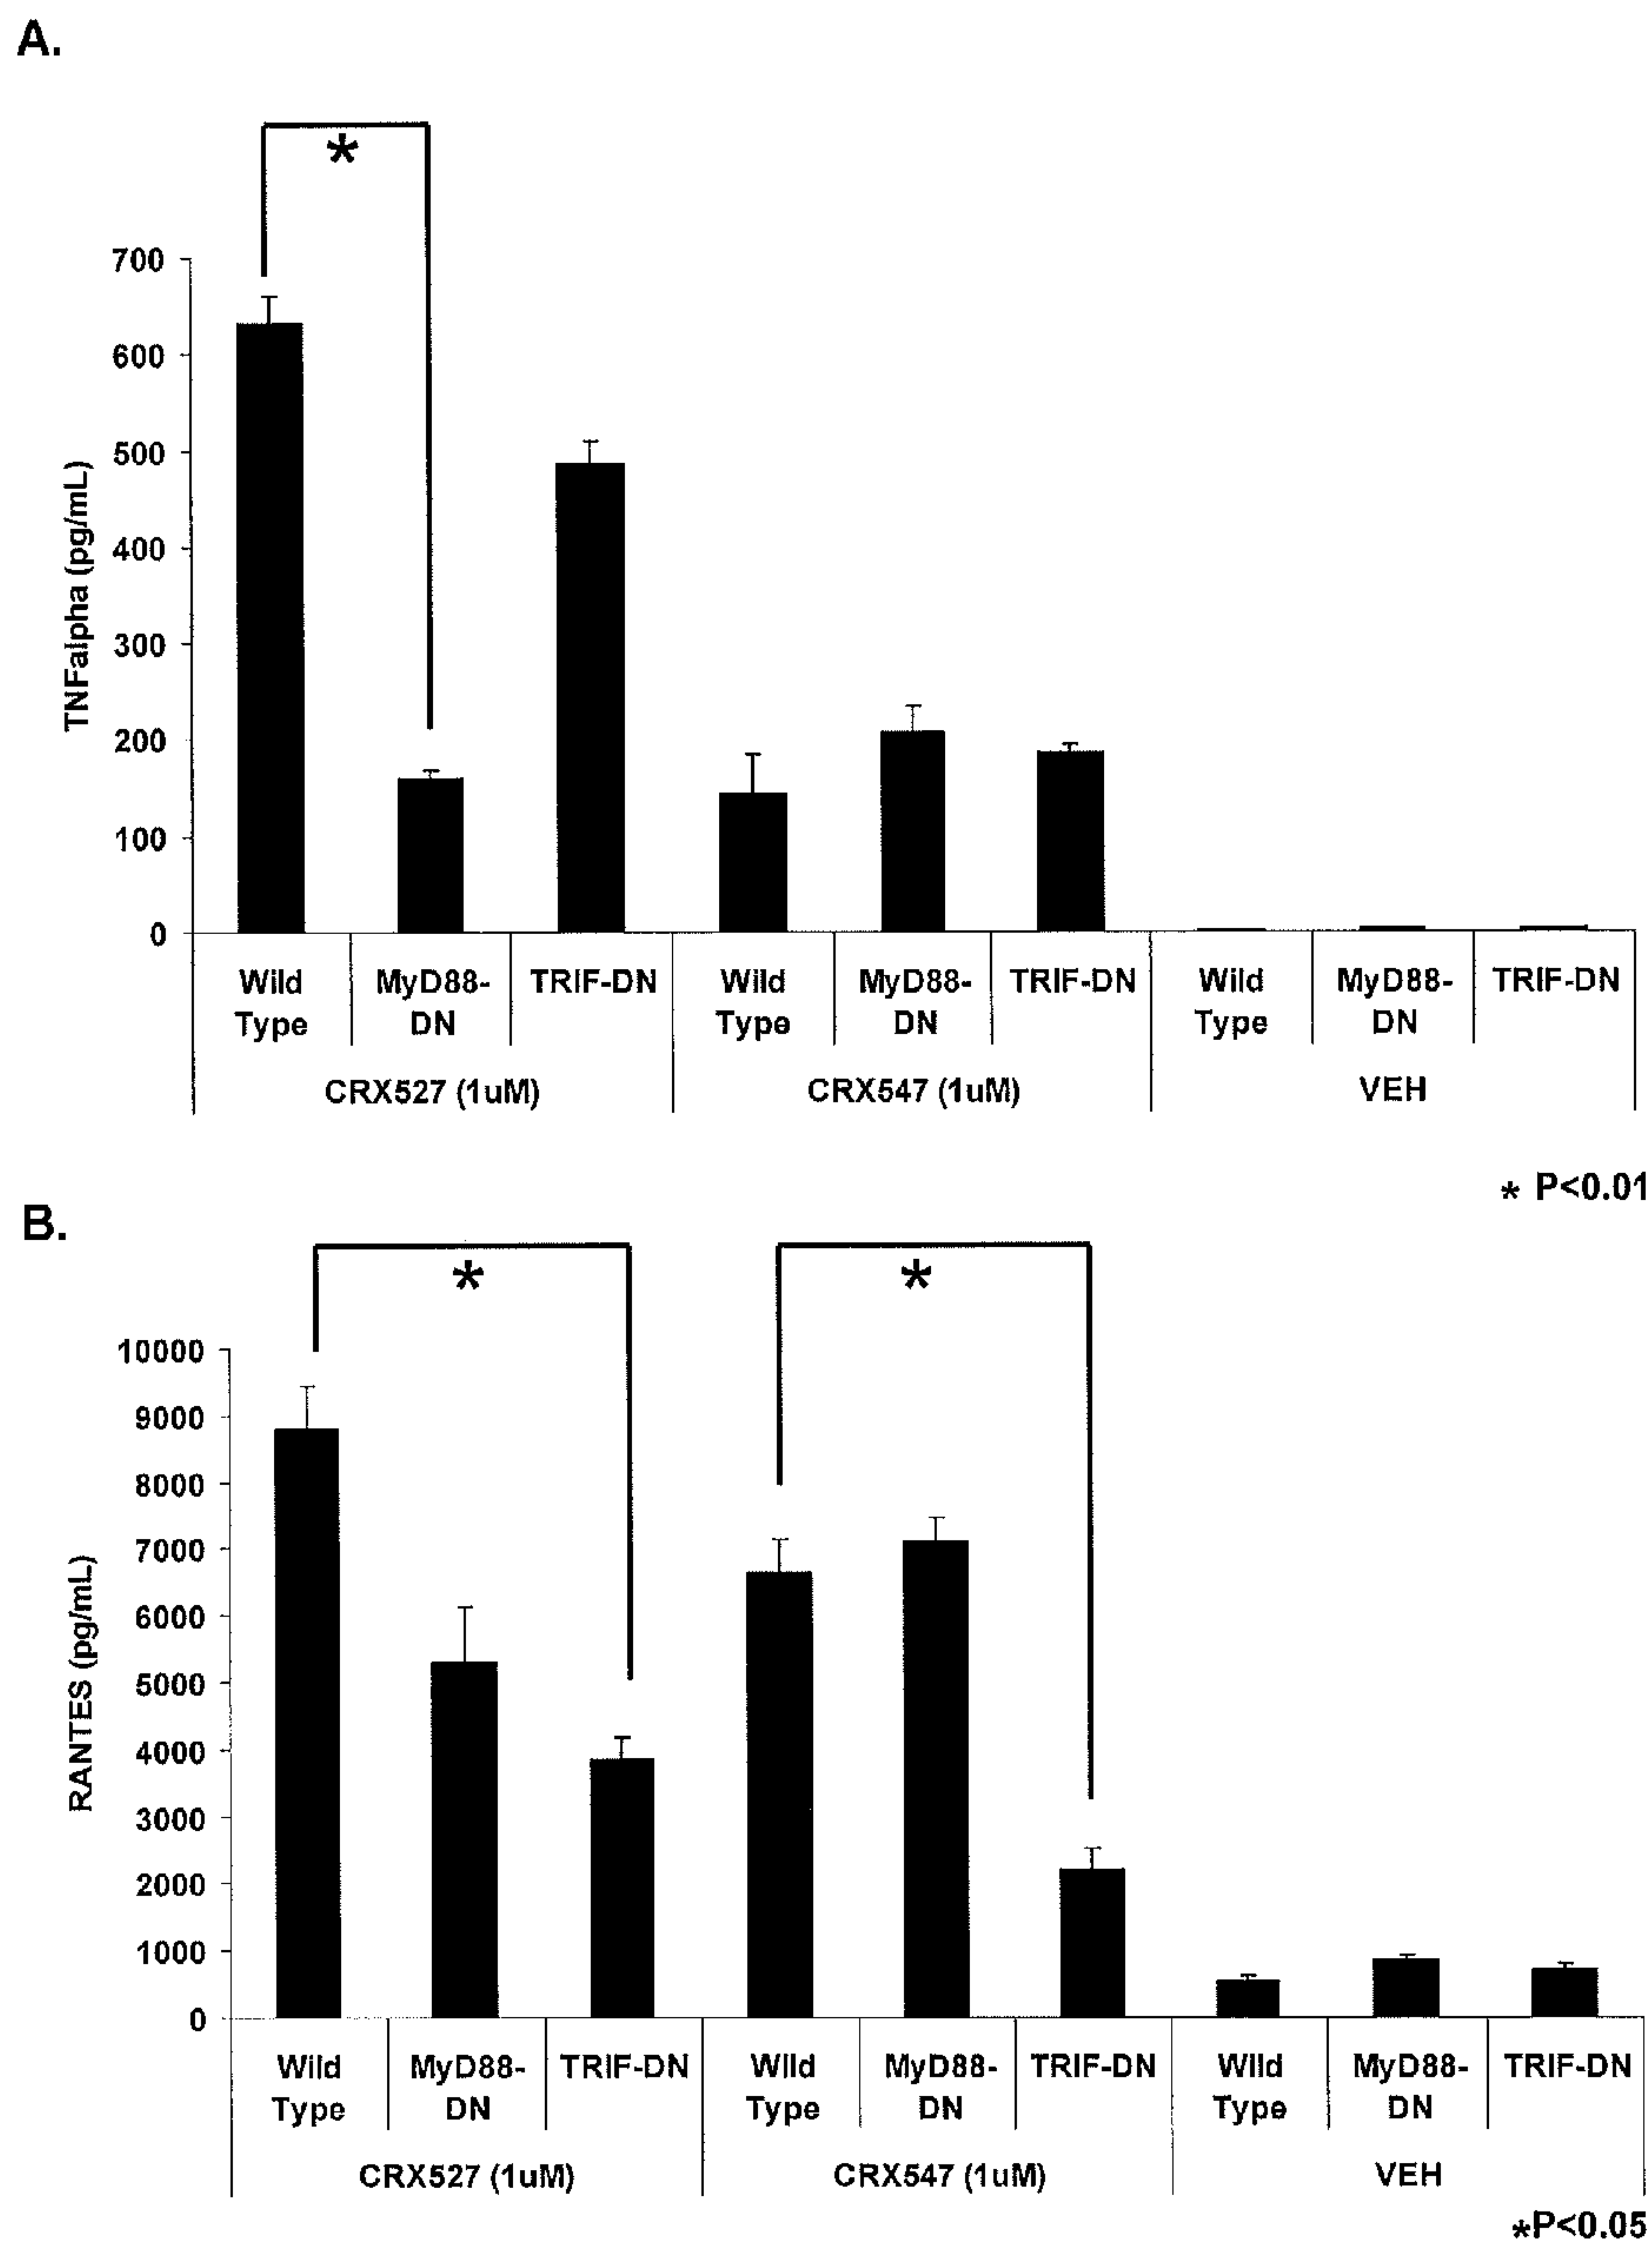 A.
*
700
600
500
400
300
200
100
0
TNFalpha (pg/mL)
Wild Type
MyD88-DN
TRIF-DN
Wild Type
MyD88-DN
TRIF-DN
Wild Type
MyD88-DN
TRIF-DN
CRX527 (1uM)
CRX547 (1uM)
VEH
* P<0.01
B.
*
*
10000
9000
8000
7000
6000
5000
4000
3000
2000
1000
0
RANTES (pg/mL)
Wild Type
MyD88-DN
TRIF-DN
Wild Type
MyD88-DN
TRIF-DN
Wild Type
MyD88-DN
TRIF-DN
CRX527 (1uM)
CRX547 (1uM)
VEH
*P<0.05